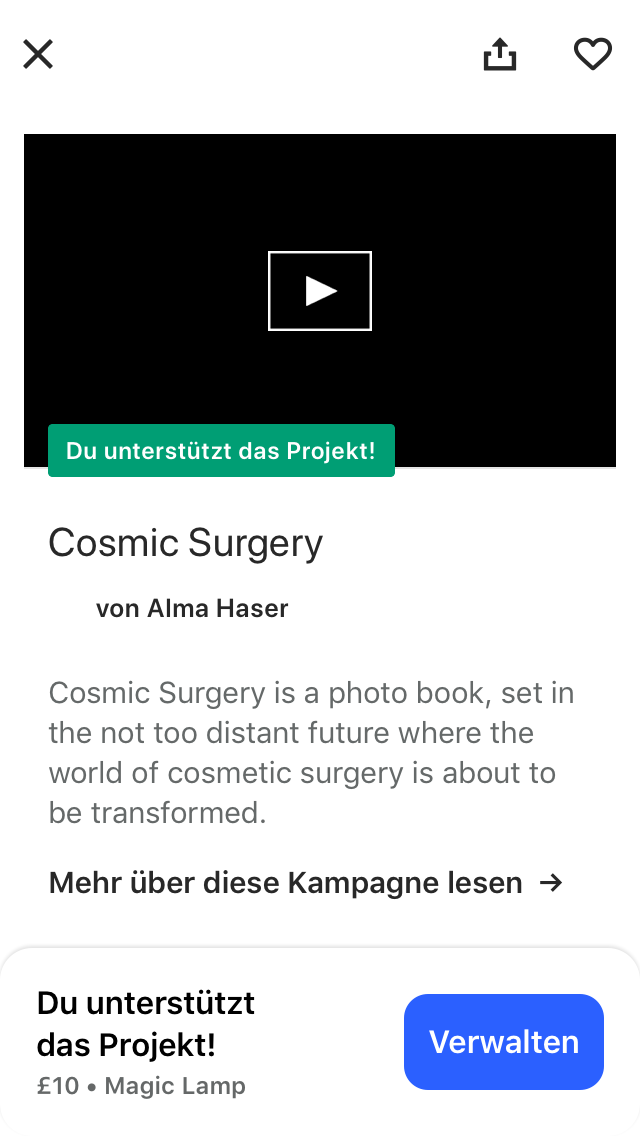 Du unterstützt das Projekt!
Cosmic Surgery
von Alma Haser
Cosmic Surgery is a photo book, set in
the not too distant future where the
world of cosmetic surgery is about to
be transformed.
Mehr über diese Kampagne lesen →
Du unterstützt
das Projekt!
£10 • Magic Lamp
Verwalten